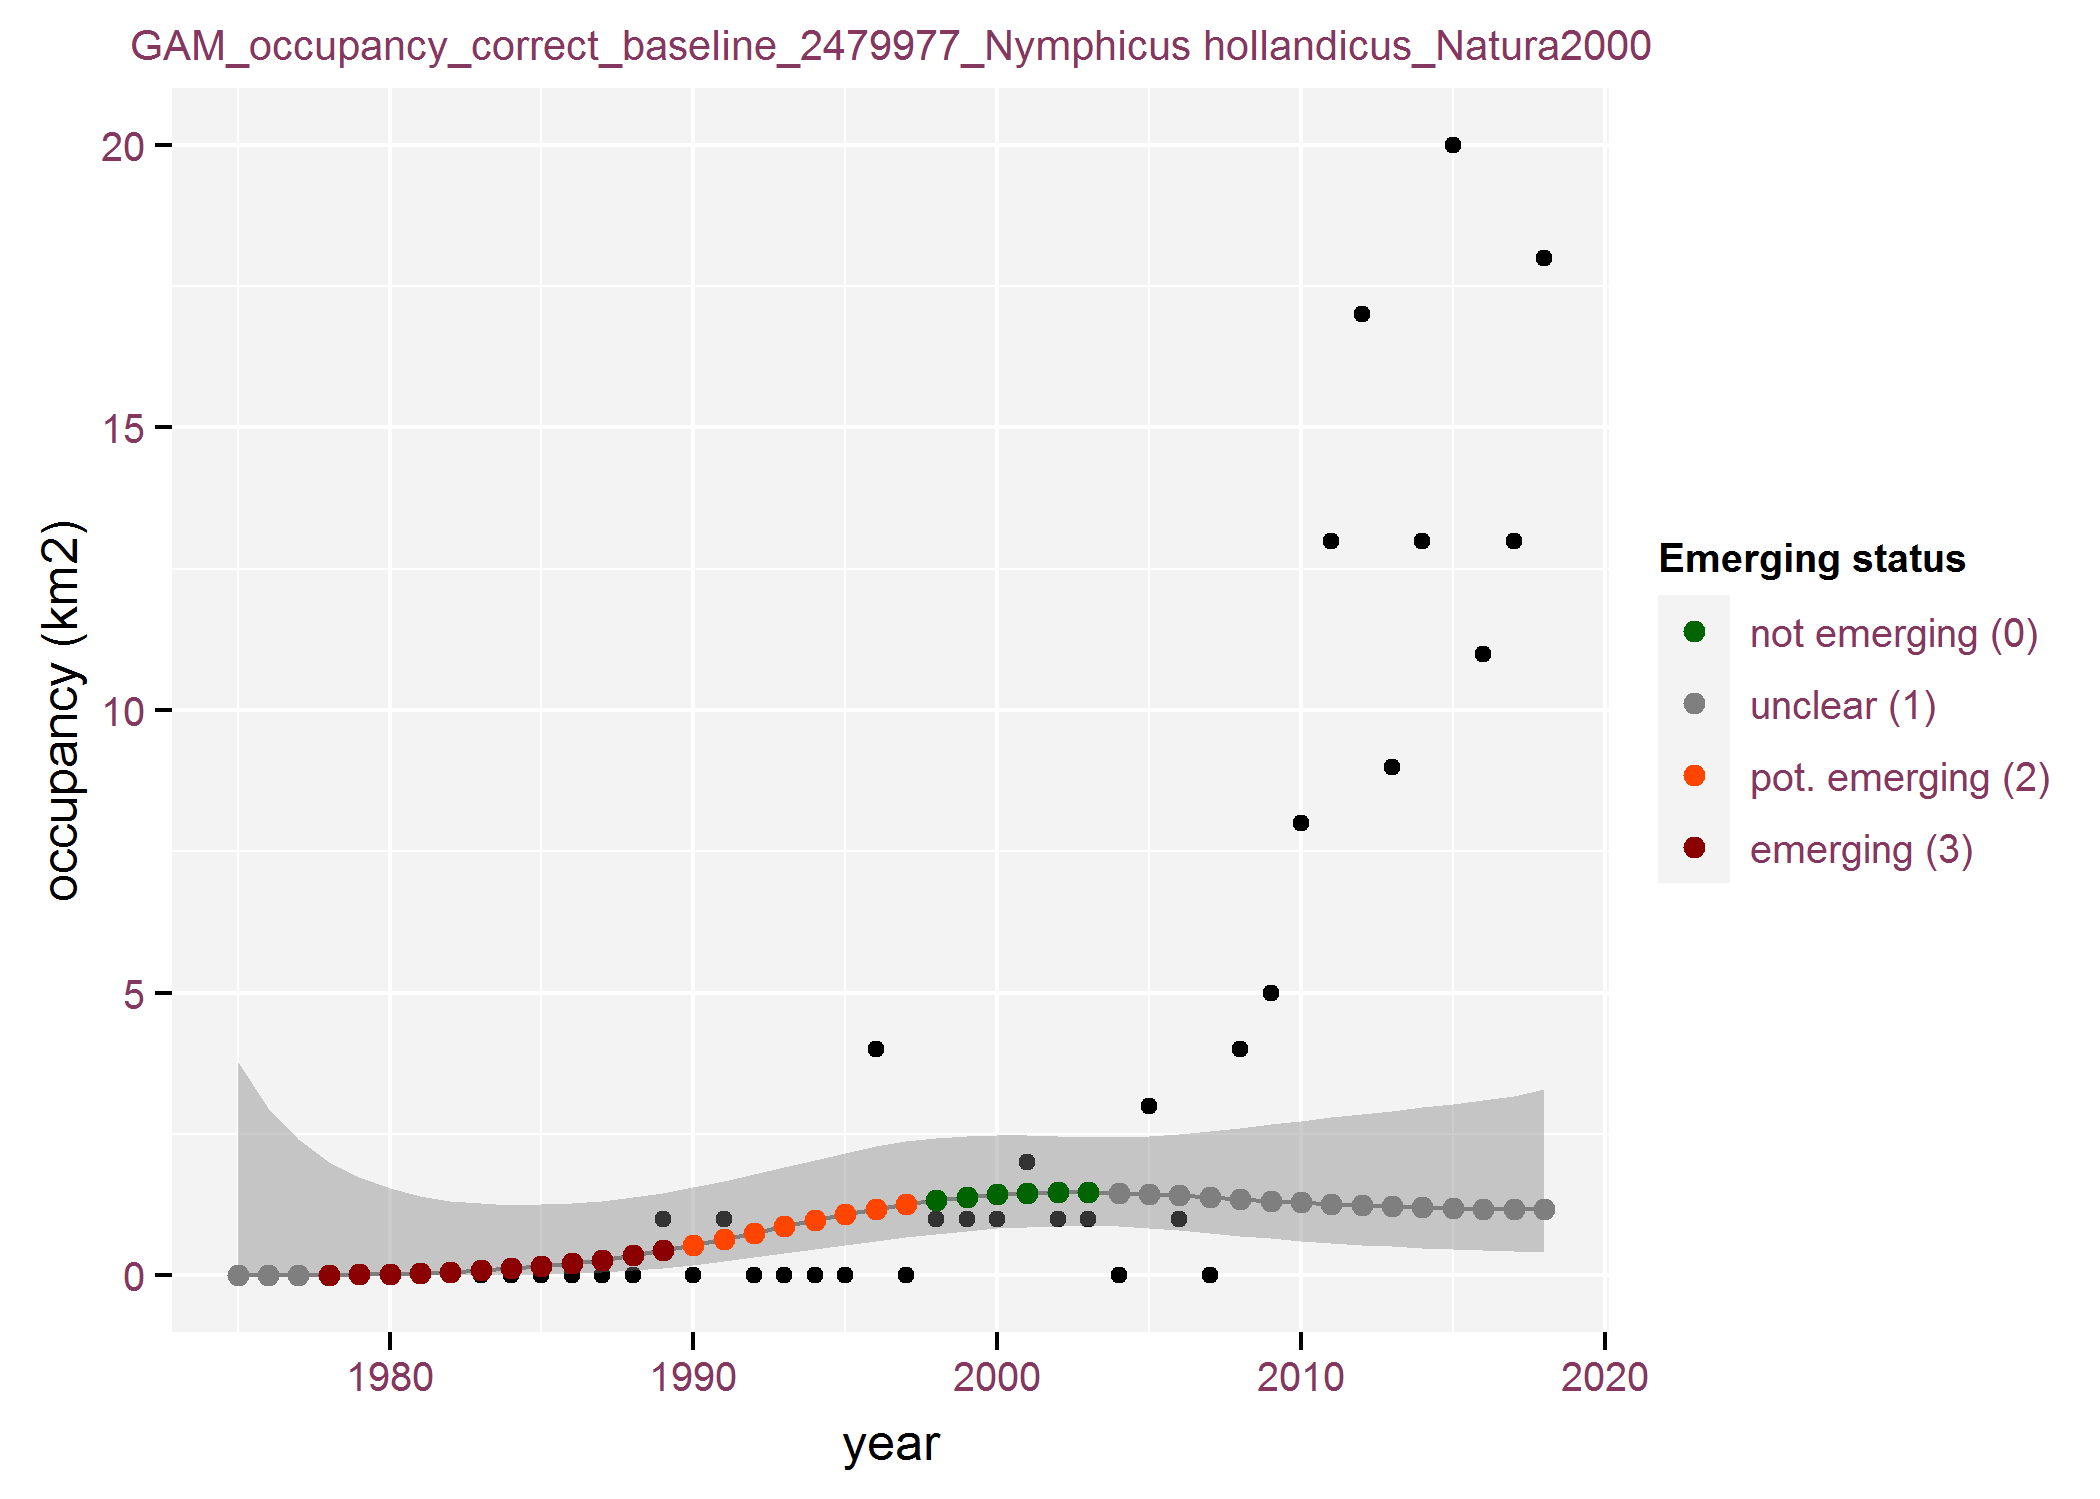 GAM_occupancy_correct_baseline_2479977_Nymphicus hollandicus_Natura2000
20
15
10
5
0
occupancy (km2)
1980 1990 2000 2010 2020
year
Emerging status
not emerging (0)
unclear (1)
pot. emerging (2)
emerging (3)